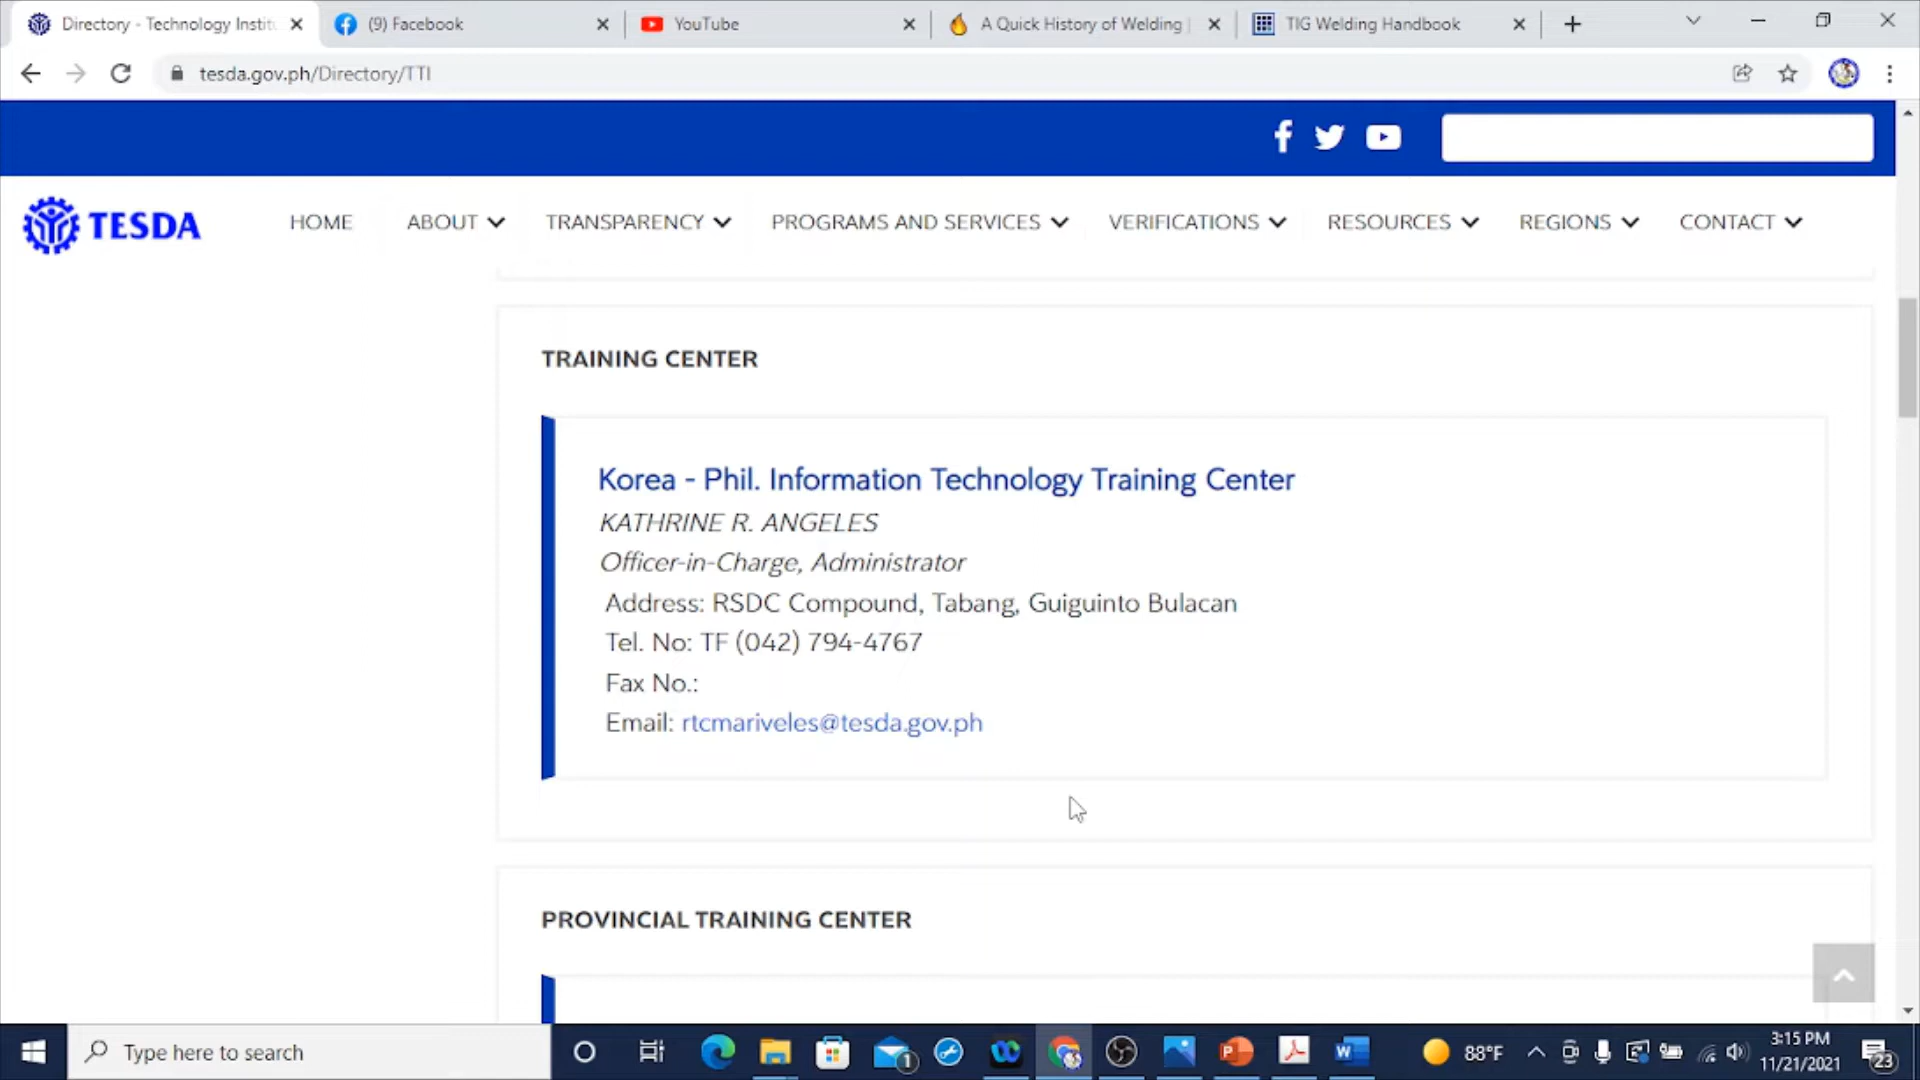 Directory - Technology Institu
(9) Facebook
YouTube
A Quick History of Welding |
TIG Welding Handbook
tesda.gov.ph/Directory/TTI
TESDA
HOME
ABOUT
TRANSPARENCY
PROGRAMS AND SERVICES
VERIFICATIONS
RESOURCES
REGIONS
CONTACT
TRAINING CENTER
Korea - Phil. Information Technology Training Center
KATHRINE R. ANGELES
Officer-in-Charge, Administrator
Address: RSDC Compound, Tabang, Guiguinto Bulacan
Tel. No: TF (042) 794-4767
Fax No.:
Email: rtcmariveles@tesda.gov.ph
PROVINCIAL TRAINING CENTER
Type here to search
1
88°F
3:15 PM
11/21/2021
23